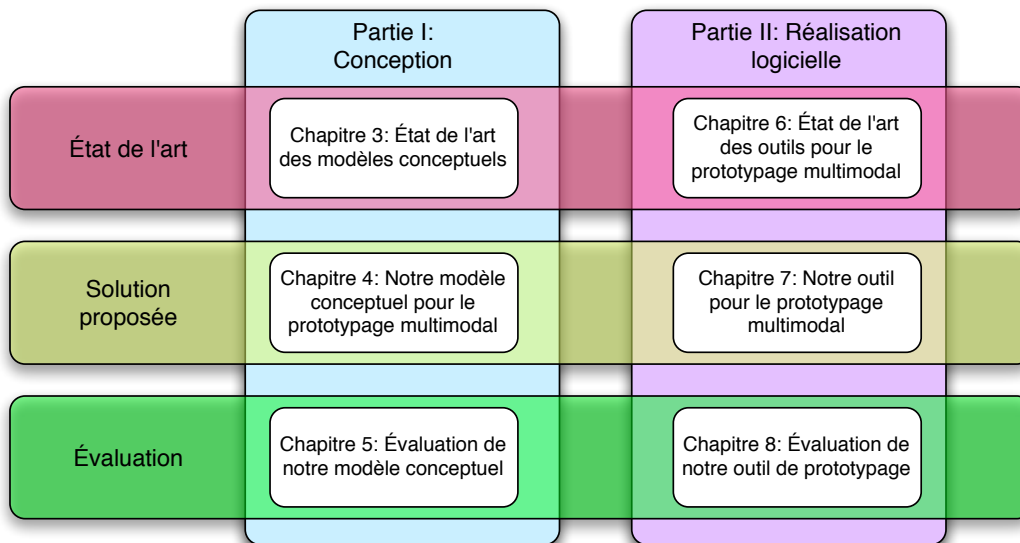 Partie I:
Conception
Partie II: Réalisation
logicielle
État de l'art
Chapitre 3: État de l'art
des modèles conceptuels
Chapitre 6: État de l'art
des outils pour le
prototypage multimodal
Solution
proposée
Chapitre 4: Notre modèle
conceptuel pour le
prototypage multimodal
Chapitre 7: Notre outil
pour le prototypage
multimodal
Évaluation
Chapitre 5: Évaluation de
notre modèle conceptuel
Chapitre 8: Évaluation de
notre outil de prototypage